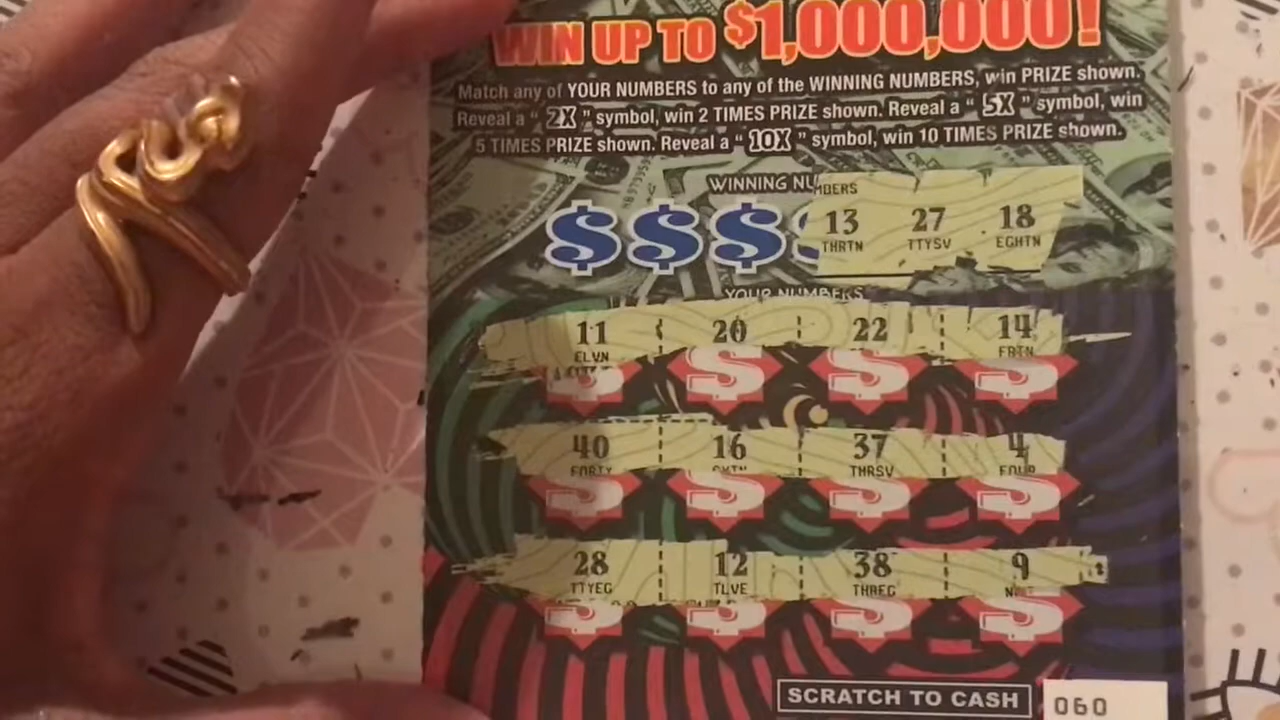 WIN UP TO $1,000,000!
Match any of YOUR NUMBERS to any of the WINNING NUMBERS, win PRIZE shown.
Reveal a "2X" symbol, win 2 TIMES PRIZE shown. Reveal a "5X" symbol, win
5 TIMES PRIZE shown. Reveal a "10X" symbol, win 10 TIMES PRIZE shown.
WINNING NUMBERS
$ $ $ 13 27 18
THRTN TTYSV EGHTN
YOUR NUMBERS
11 20 22 14
ELVN FRTN
$ $ $ $
40 16 37 4
FORTY SXTN THRSV FOUR
$ $ $ $
28 12 38 9
TTYEG TLVE THREG
$ $ $ $
SCRATCH TO CASH 060